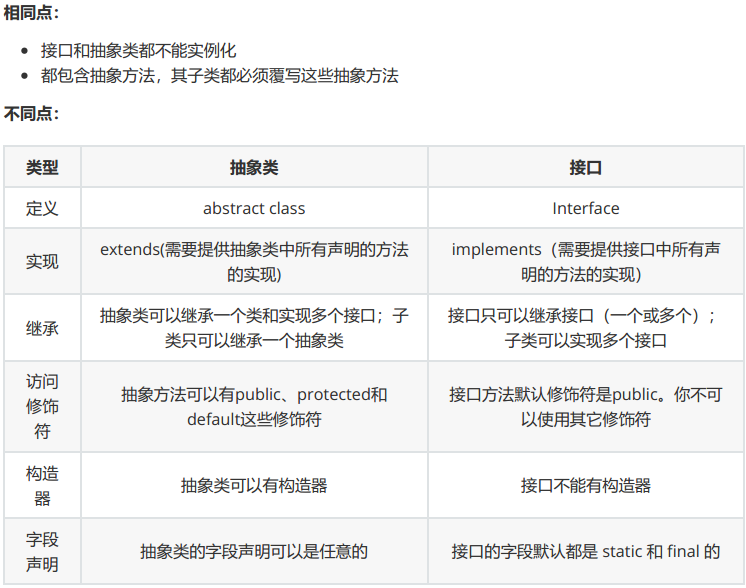 相同点：
接口和抽象类都不能实例化
都包含抽象方法，其子类都必须覆写这些抽象方法
不同点：
类型 抽象类 接口
定义 abstract class Interface
实现
extends(需要提供抽象类中所有声明的方法
的实现)
implements（需要提供接口中所有声
明的方法的实现）
继承
抽象类可以继承一个类和实现多个接口；子
类只可以继承一个抽象类
接口只可以继承接口（一个或多个）；
子类可以实现多个接口
访问
修饰
符
抽象方法可以有public、protected和
default这些修饰符
接口方法默认修饰符是public。你不可
以使用其它修饰符
构造
器
抽象类可以有构造器
接口不能有构造器
字段
声明
抽象类的字段声明可以是任意的
接口的字段默认都是 static 和 final 的